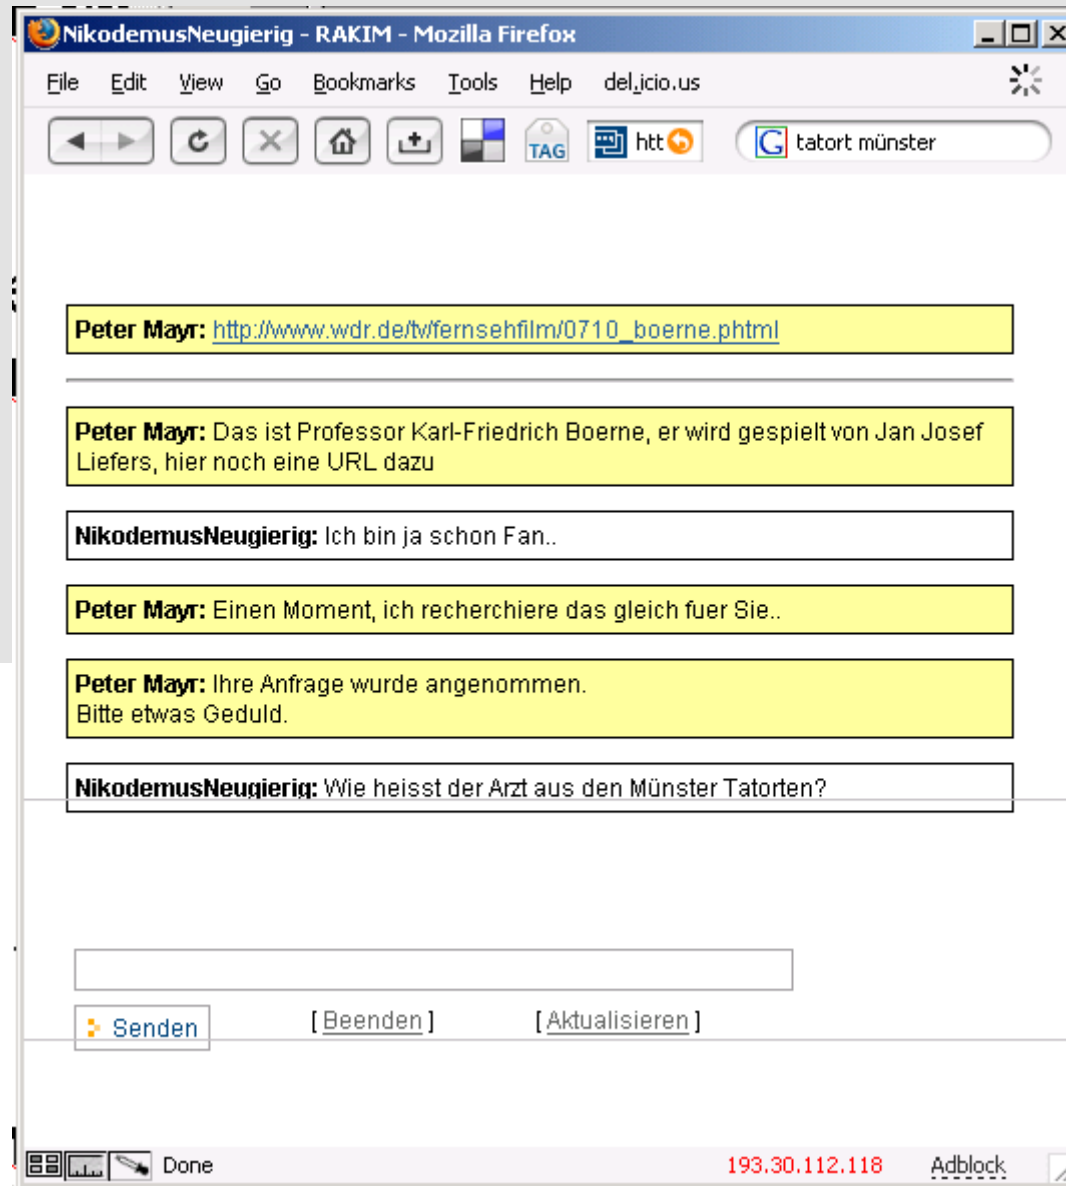 NikodemusNeugierig - RAKIM - Mozilla Firefox
File Edit View Go Bookmarks Tools Help del.icio.us
TAG htt G tatort münster
Peter Mayr: http://www.wdr.de/tv/fernsehfilm/0710_boerne.phtml
Peter Mayr: Das ist Professor Karl-Friedrich Boerne, er wird gespielt von Jan Josef
Liefers, hier noch eine URL dazu
NikodemusNeugierig: Ich bin ja schon Fan..
Peter Mayr: Einen Moment, ich recherchiere das gleich fuer Sie..
Peter Mayr: Ihre Anfrage wurde angenommen.
Bitte etwas Geduld.
NikodemusNeugierig: Wie heisst der Arzt aus den Münster Tatorten?
Senden [ Beenden ] [ Aktualisieren ]
Done 193.30.112.118 Adblock